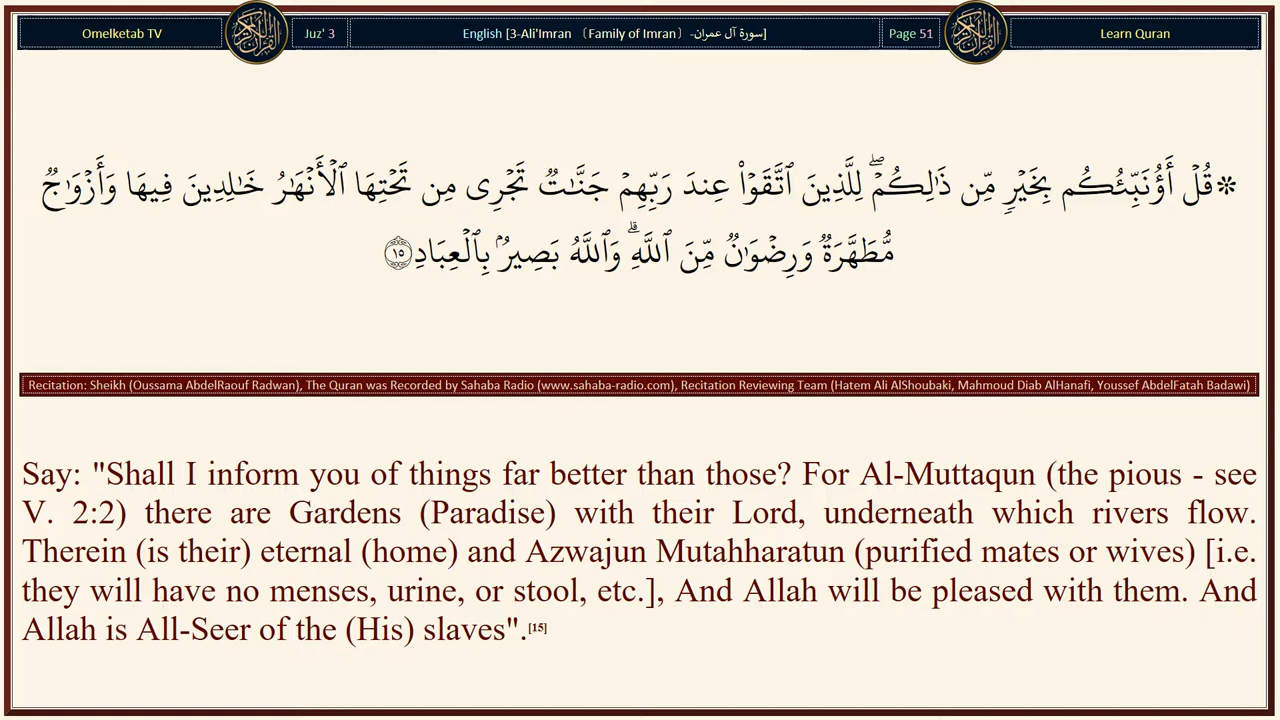 Omelketab TV
Juz' 3
English [3-Ali'Imran 〔Family of Imran〕 -سورة آل عمران]
Page 51
Learn Quran
۞ قُلۡ أَؤُنَبِّئُكُم بِخَيۡرٖ مِّن ذَٰلِكُمۡۖ لِلَّذِينَ ٱتَّقَوۡاْ عِندَ رَبِّهِمۡ جَنَّٰتٞ تَجۡرِي مِن تَحۡتِهَا ٱلۡأَنۡهَٰرُ خَٰلِدِينَ فِيهَا وَأَزۡوَٰجٞ
مُّطَهَّرَةٞ وَرِضۡوَٰنٞ مِّنَ ٱللَّهِۗ وَٱللَّهُ بَصِيرُۢ بِٱلۡعِبَادِ ١٥
Recitation: Sheikh (Oussama AbdelRaouf Radwan), The Quran was Recorded by Sahaba Radio (www.sahaba-radio.com), Recitation Reviewing Team (Hatem Ali AlShoubaki, Mahmoud Diab AlHanafi, Youssef AbdelFatah Badawi)
Say: "Shall I inform you of things far better than those? For Al-Muttaqun (the pious - see
V. 2:2) there are Gardens (Paradise) with their Lord, underneath which rivers flow.
Therein (is their) eternal (home) and Azwajun Mutahharatun (purified mates or wives) [i.e.
they will have no menses, urine, or stool, etc.], And Allah will be pleased with them. And
Allah is All-Seer of the (His) slaves".[15]